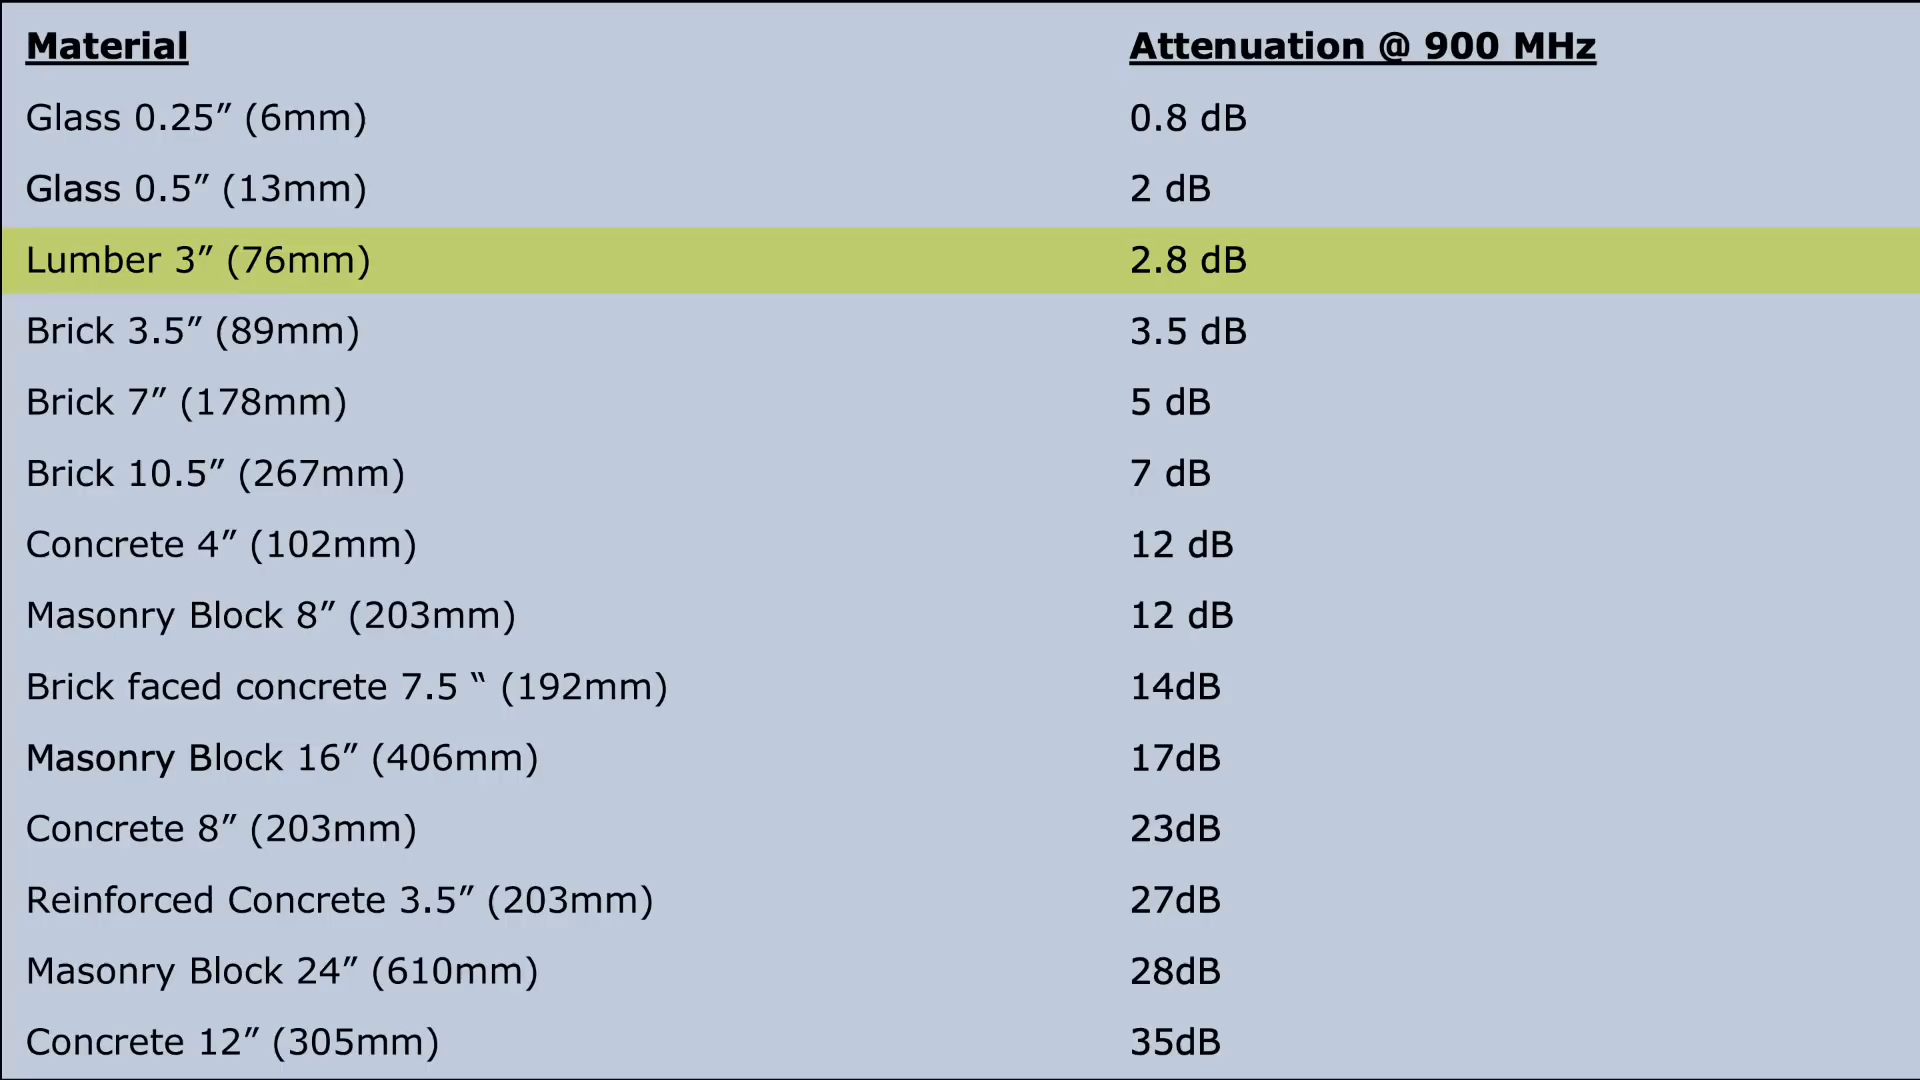 Material Attenuation @ 900 MHz
Glass 0.25” (6mm) 0.8 dB
Glass 0.5” (13mm) 2 dB
Lumber 3” (76mm) 2.8 dB
Brick 3.5” (89mm) 3.5 dB
Brick 7” (178mm) 5 dB
Brick 10.5” (267mm) 7 dB
Concrete 4” (102mm) 12 dB
Masonry Block 8” (203mm) 12 dB
Brick faced concrete 7.5 “ (192mm) 14dB
Masonry Block 16” (406mm) 17dB
Concrete 8” (203mm) 23dB
Reinforced Concrete 3.5” (203mm) 27dB
Masonry Block 24” (610mm) 28dB
Concrete 12” (305mm) 35dB